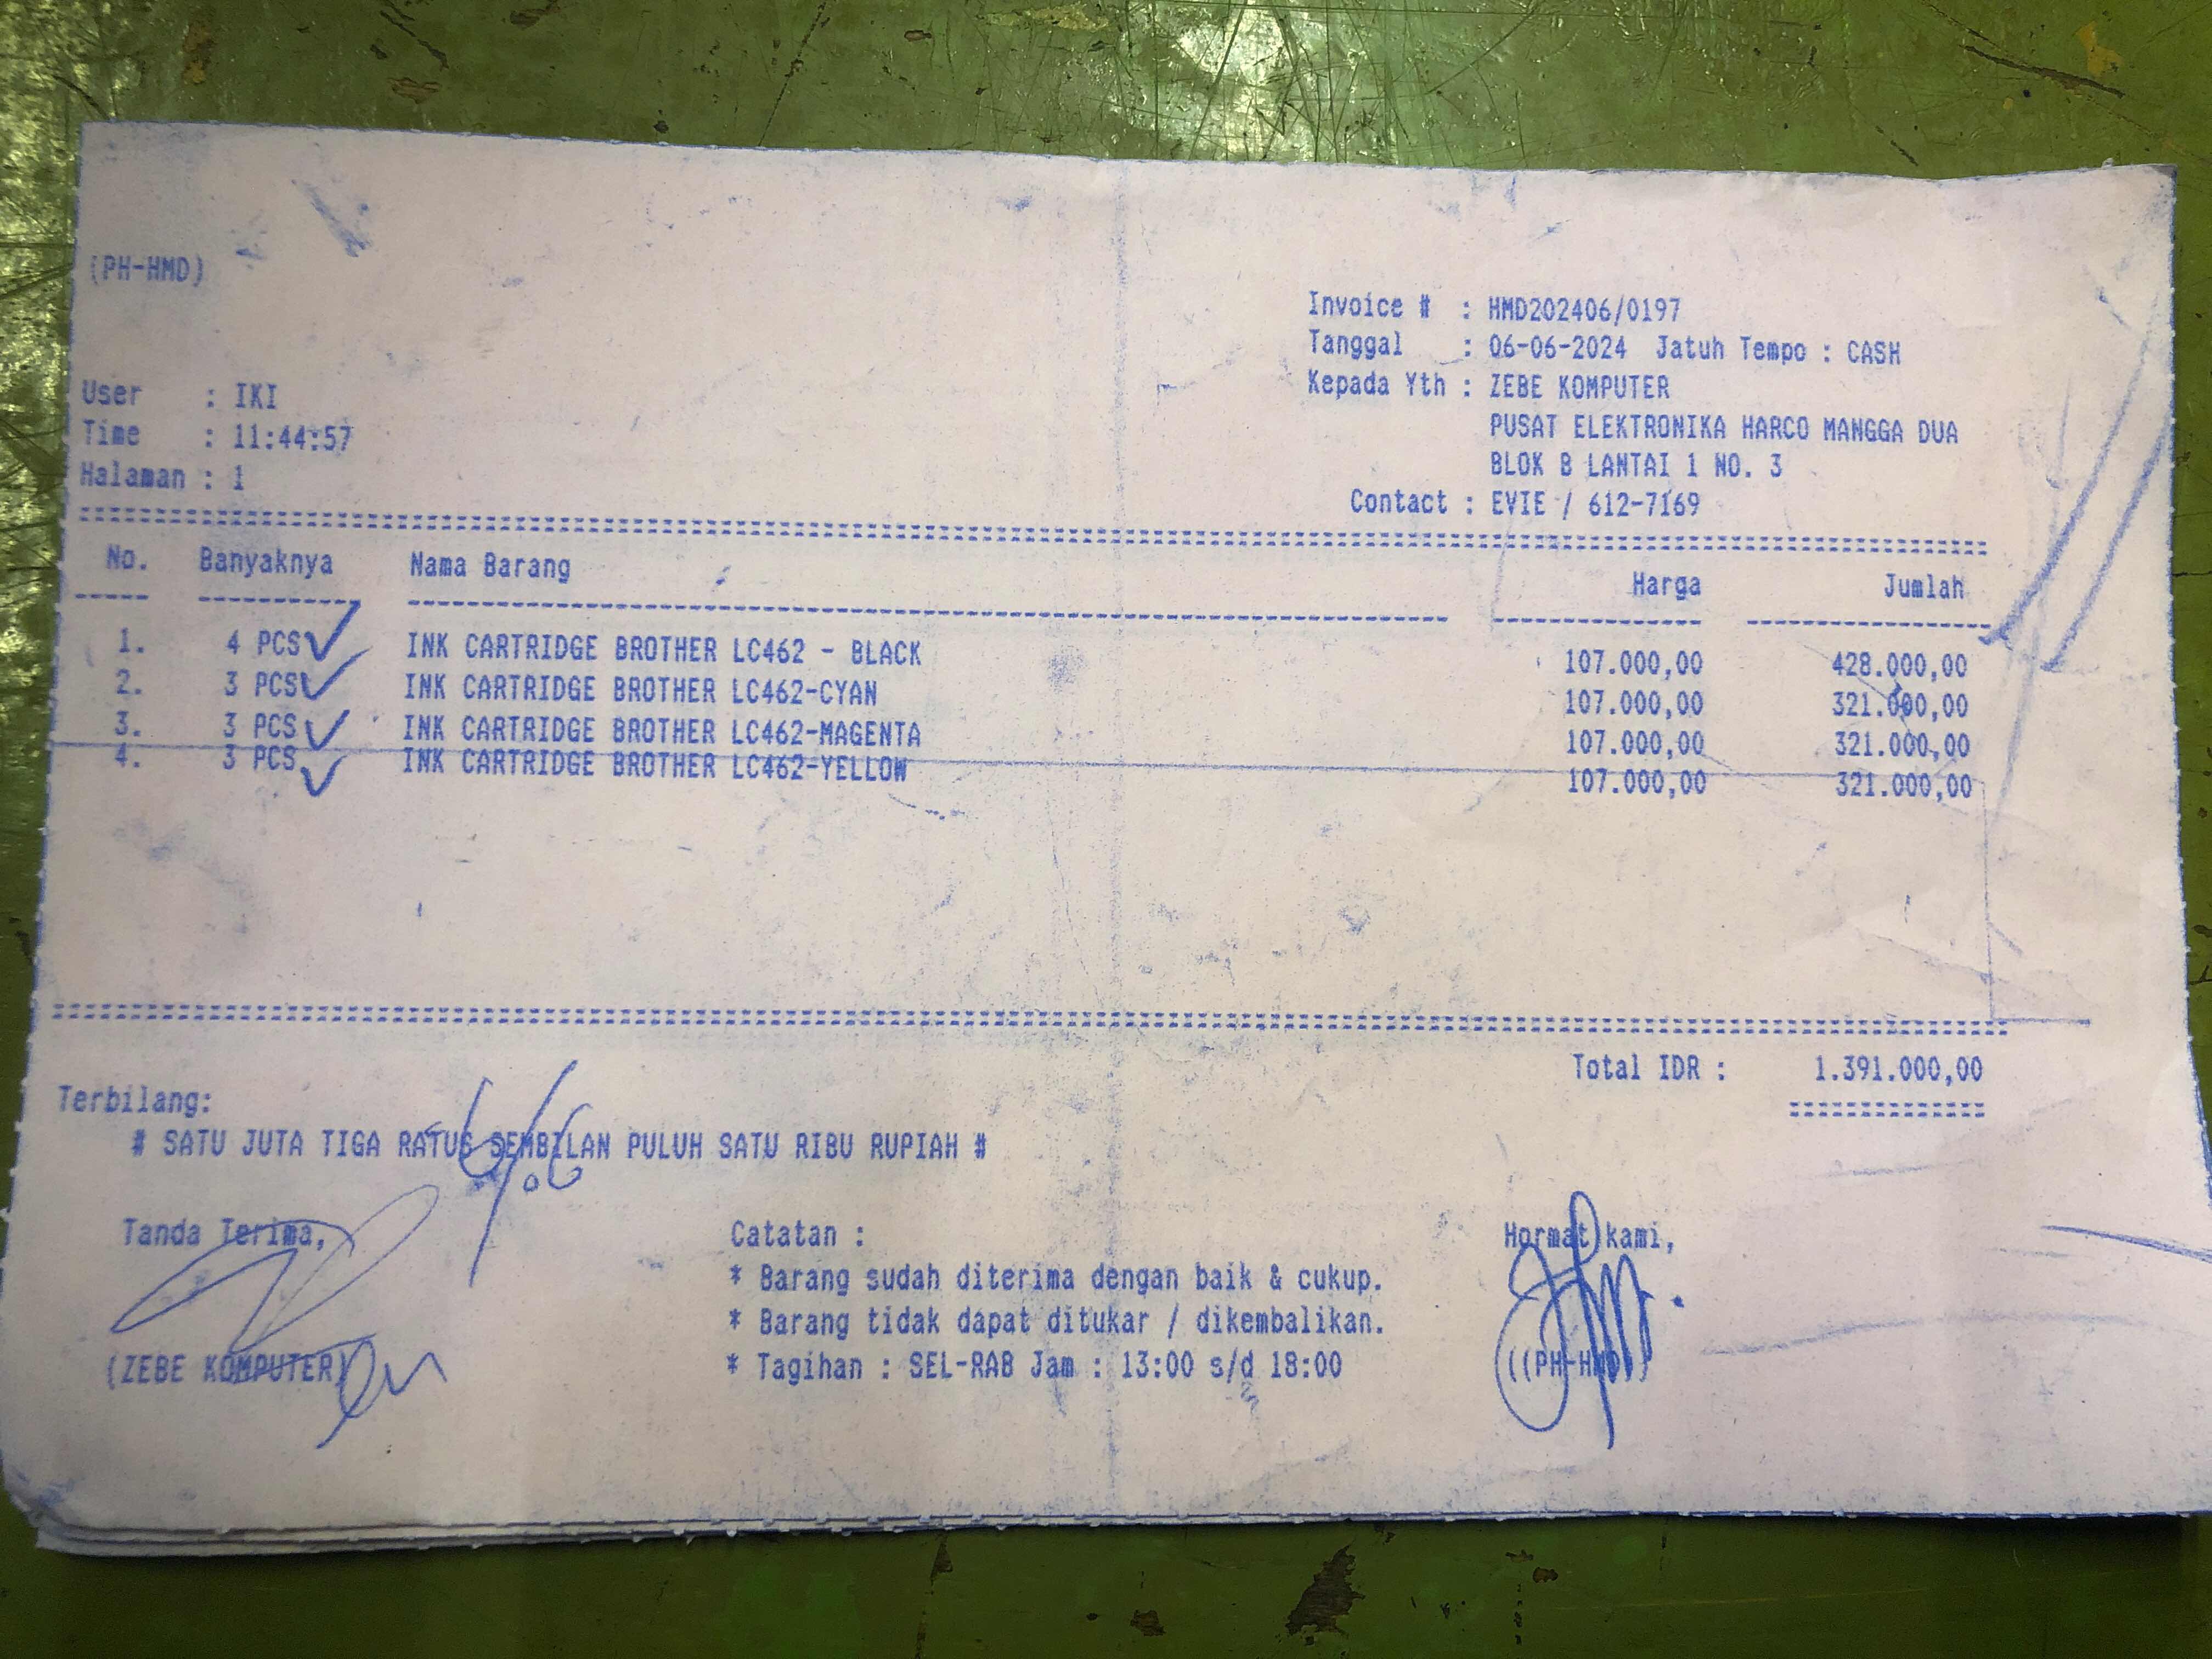 (PH-HMD)
Invoice # : HMD202406/0197
Tanggal : 06-06-2024 Jatuh Tempo : CASH
Kepada Yth : ZEBE KOMPUTER
PUSAT ELEKTRONIKA HARCO MANGGA DUA
BLOK B LANTAI 1 NO. 3
Contact : EVIE / 612-7169
User : IKI
Time : 11:44:57
Halaman : 1
No. Banyaknya Nama Barang Harga Jumlah
1. 4 PCS INK CARTRIDGE BROTHER LC462 - BLACK 107.000,00 428.000,00
2. 3 PCS INK CARTRIDGE BROTHER LC462-CYAN 107.000,00 321.000,00
3. 3 PCS INK CARTRIDGE BROTHER LC462-MAGENTA 107.000,00 321.000,00
4. 3 PCS INK CARTRIDGE BROTHER LC462-YELLOW 107.000,00 321.000,00
Total IDR : 1.391.000,00
Terbilang:
# SATU JUTA TIGA RATUS SEMBILAN PULUH SATU RIBU RUPIAH #
6/6
Tanda Terima,
(ZEBE KOMPUTER)
Catatan :
* Barang sudah diterima dengan baik & cukup.
* Barang tidak dapat ditukar / dikembalikan.
* Tagihan : SEL-RAB Jam : 13:00 s/d 18:00
Hormat kami,
((PH-HMD))